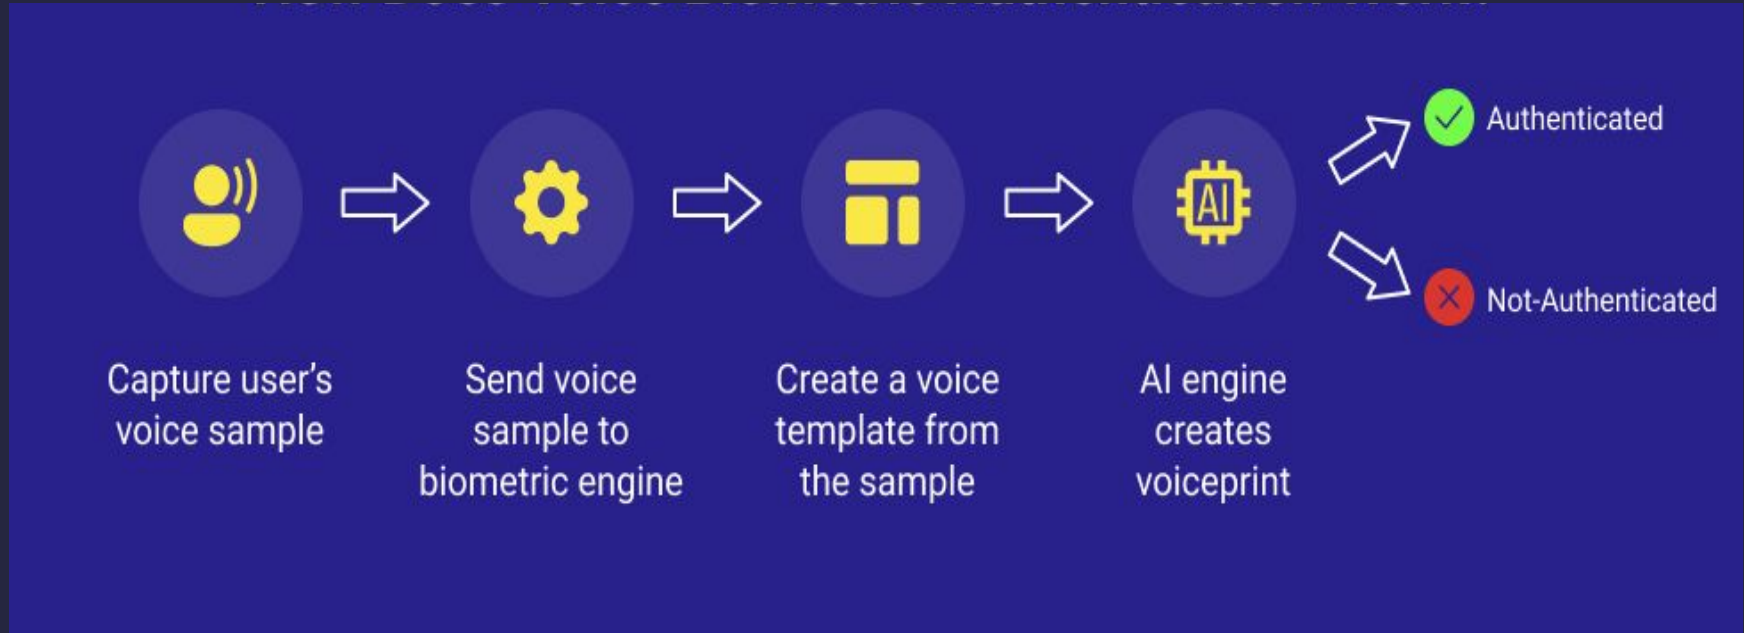 Capture user’s
voice sample
Send voice
sample to
biometric engine
Create a voice
template from
the sample
AI
AI engine
creates
voiceprint
Authenticated
Not-Authenticated